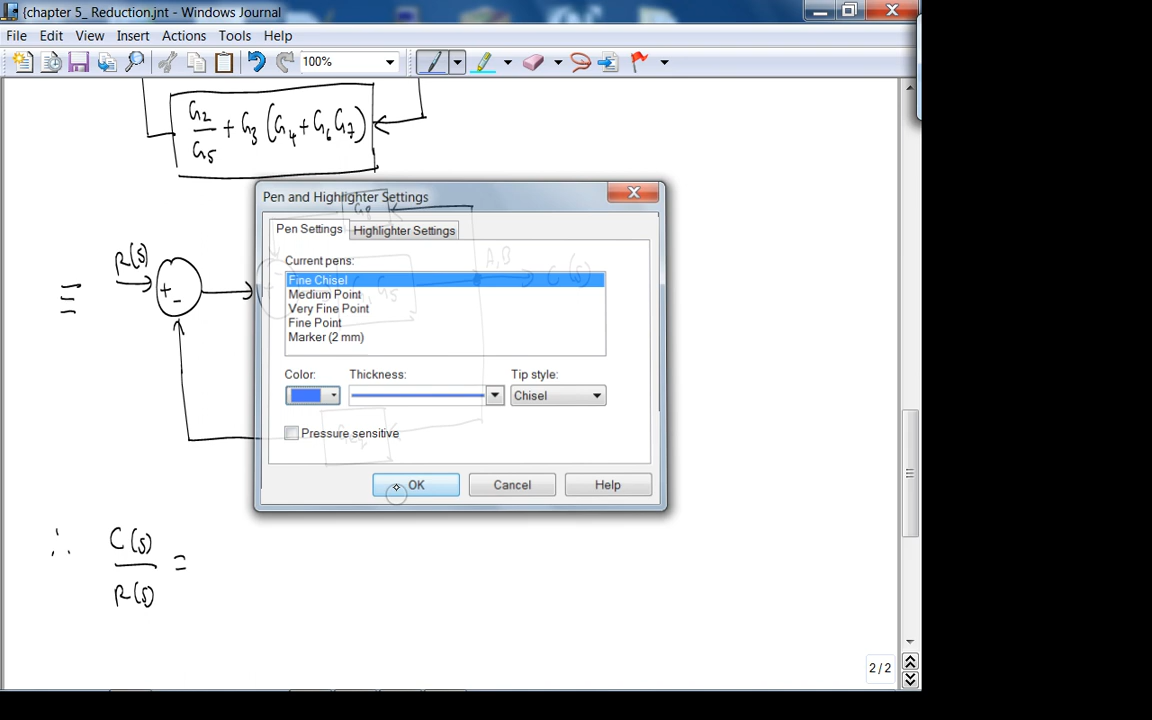 {chapter 5_ Reduction.jnt - Windows Journal
File Edit View Insert Actions Tools Help
100%
G2/G5 + G3 (G4 + G6 G7)
Pen and Highlighter Settings
Pen Settings Highlighter Settings
G8
Current pens:
R(s) A,B
Fine Chisel
+ - C(s)
Medium Point
G5
Very Fine Point
Fine Point
Marker (2 mm)
Color: Thickness: Tip style:
Chisel
Pressure sensitive
OK Cancel Help
∴ C(s)/R(s) =
2 / 2